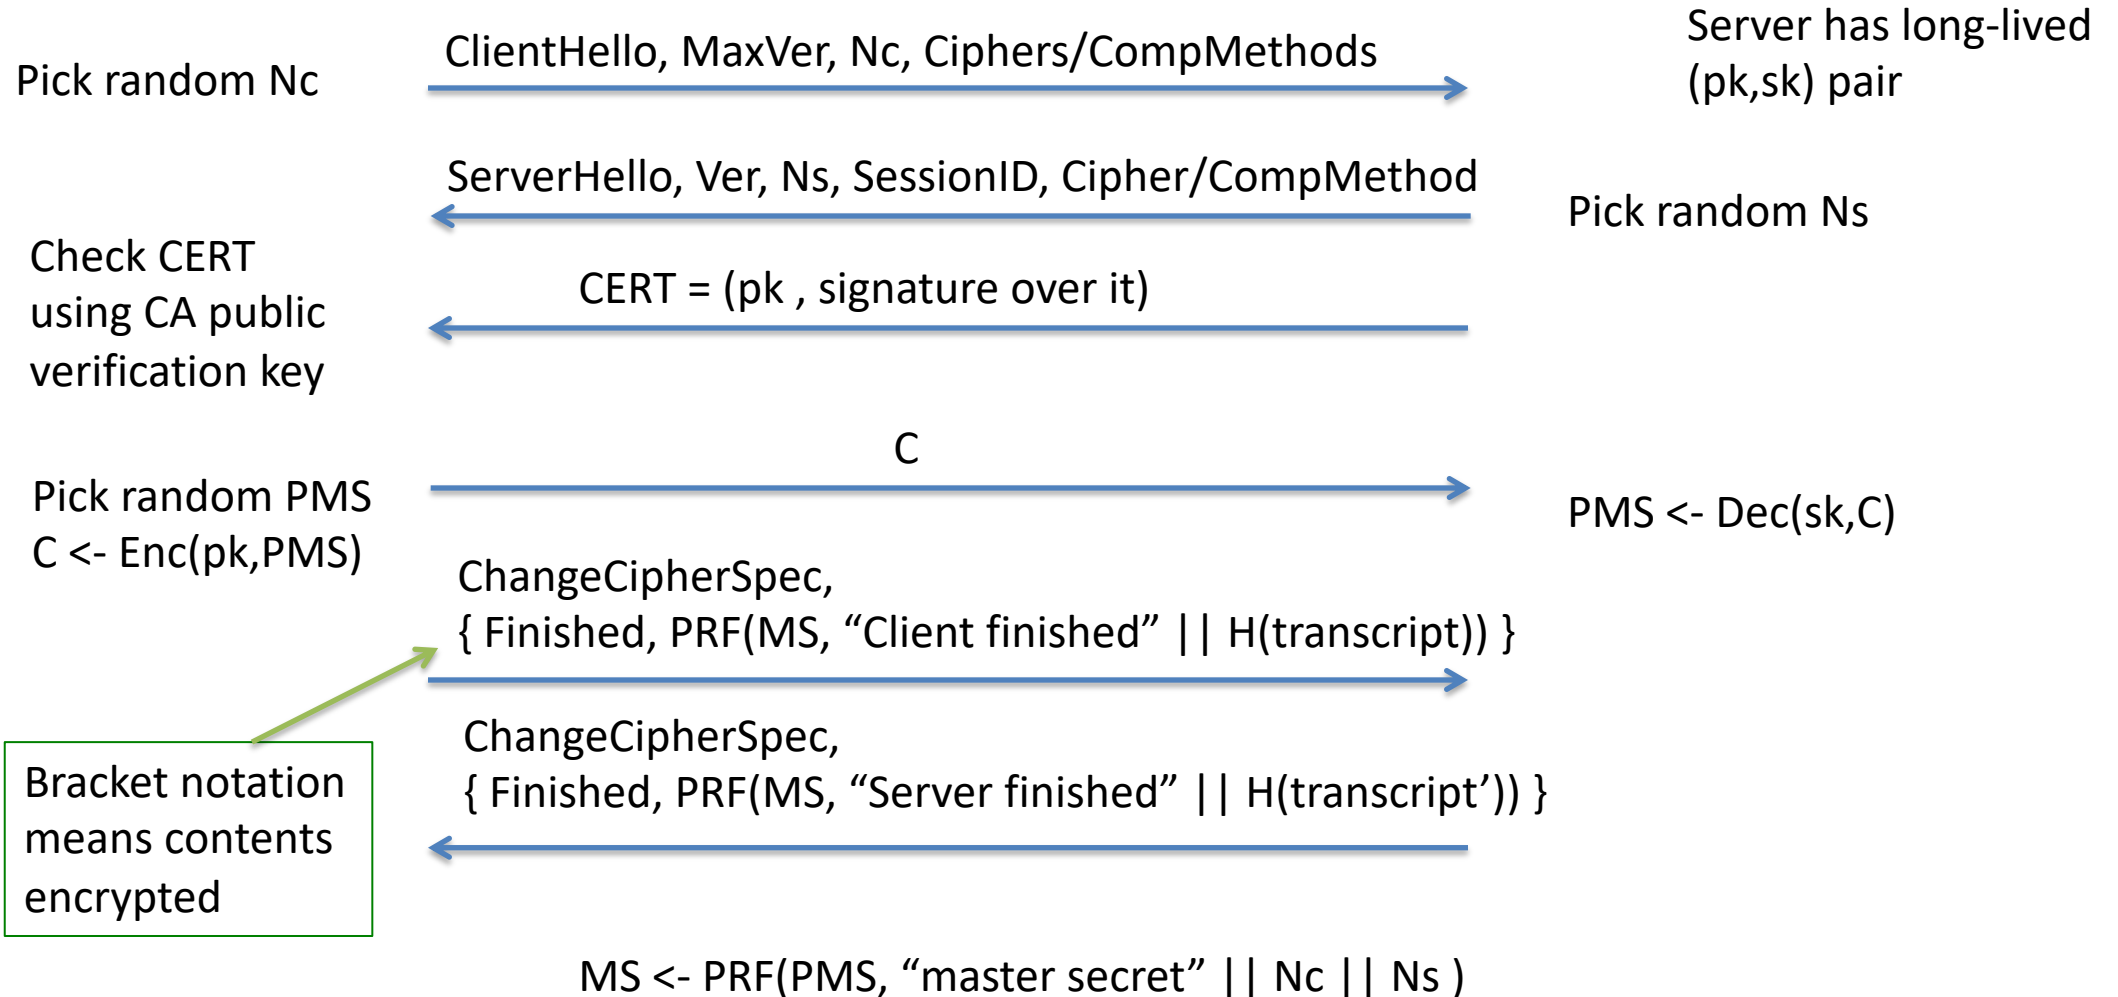 Server has long-lived
(pk,sk) pair
ClientHello, MaxVer, Nc, Ciphers/CompMethods
Pick random Nc
ServerHello, Ver, Ns, SessionID, Cipher/CompMethod
Pick random Ns
Check CERT
using CA public
verification key
CERT = (pk , signature over it)
C
Pick random PMS
C <- Enc(pk,PMS)
PMS <- Dec(sk,C)
ChangeCipherSpec,
{ Finished, PRF(MS, “Client finished” || H(transcript)) }
ChangeCipherSpec,
{ Finished, PRF(MS, “Server finished” || H(transcript’)) }
Bracket notation
means contents
encrypted
MS <- PRF(PMS, “master secret” || Nc || Ns )